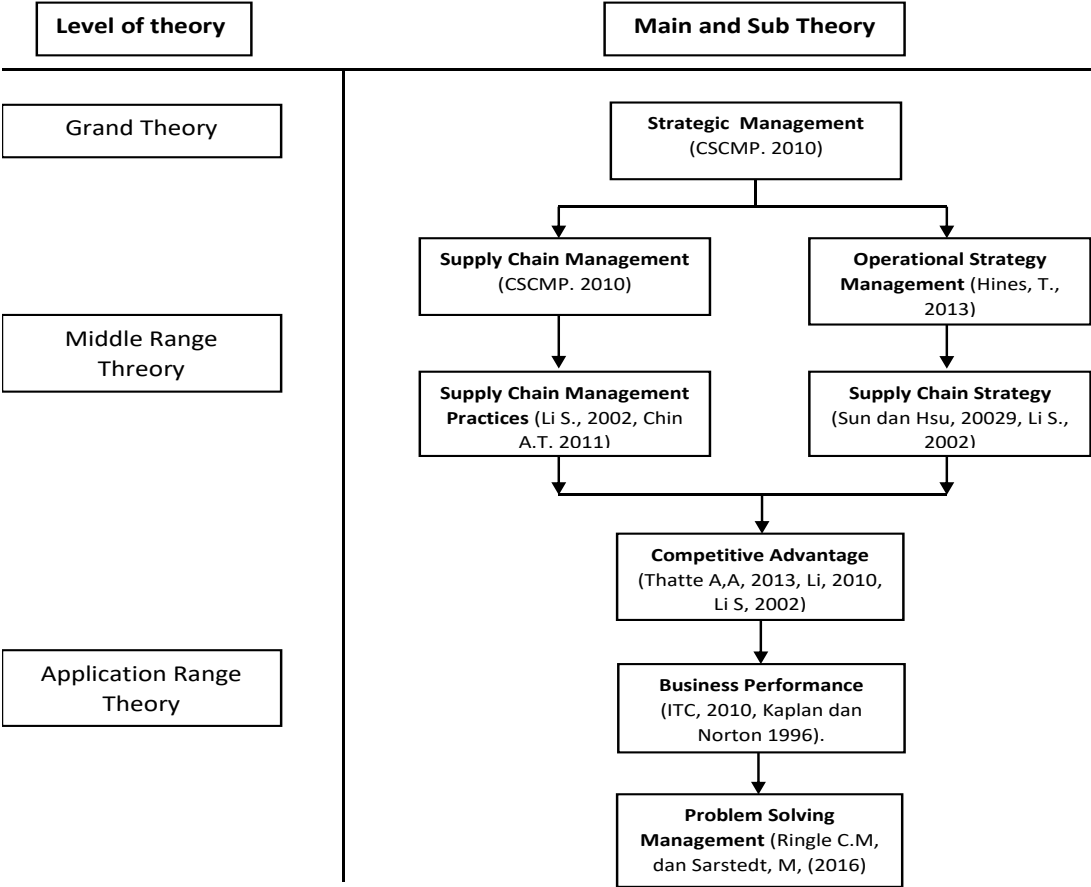 Level of theory
Main and Sub Theory
Grand Theory
Strategic Management
(CSCMP. 2010)
Supply Chain Management
(CSCMP. 2010)
Operational Strategy
Management (Hines, T.,
2013)
Middle Range
Threory
Supply Chain Management
Practices (Li S., 2002, Chin
A.T. 2011)
Supply Chain Strategy
(Sun dan Hsu, 20029, Li S.,
2002)
Competitive Advantage
(Thatte A,A, 2013, Li, 2010,
Li S, 2002)
Application Range
Theory
Business Performance
(ITC, 2010, Kaplan dan
Norton 1996).
Problem Solving
Management (Ringle C.M,
dan Sarstedt, M, (2016)